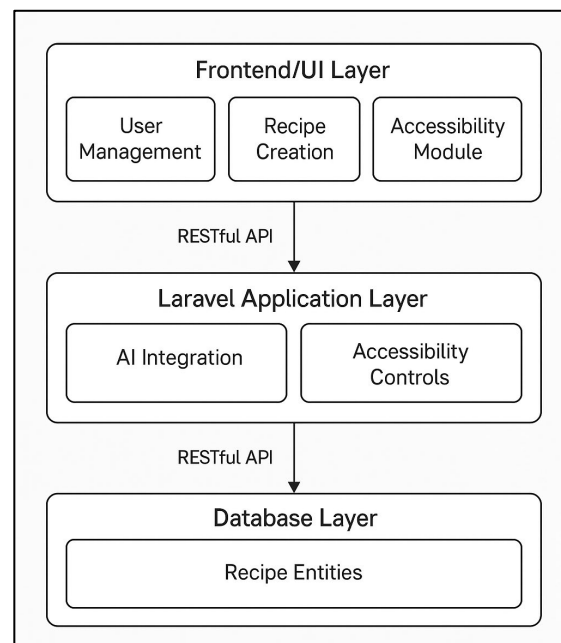 Frontend/UI Layer
User
Management
Recipe
Creation
Accessibility
Module
RESTful API
Laravel Application Layer
AI Integration
Accessibility
Controls
RESTful API
Database Layer
Recipe Entities